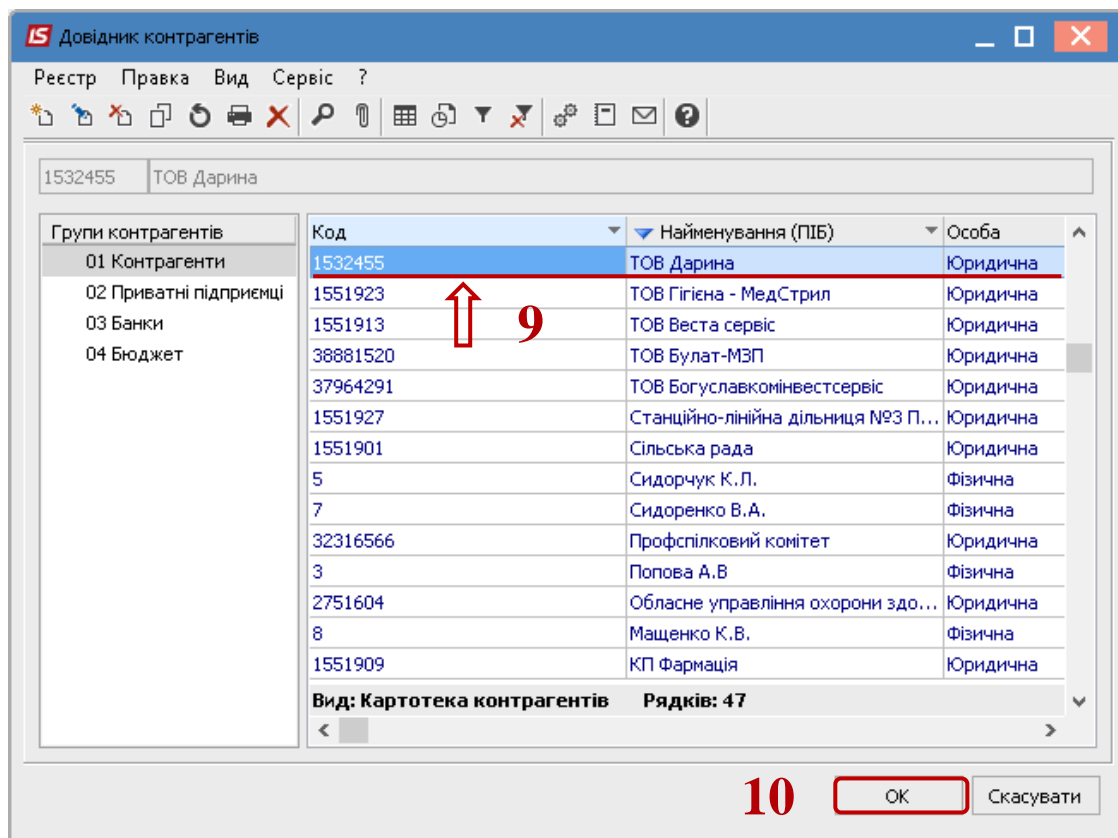 Довідник контрагентів
Реєстр Правка Вид Сервіс ?
1532455 ТОВ Дарина
Групи контрагентів
01 Контрагенти
02 Приватні підприємці
03 Банки
04 Бюджет
Код Найменування (ПІБ) Особа
1532455 ТОВ Дарина Юридична
1551923 ТОВ Гігієна - МедСтрил Юридична
9
1551913 ТОВ Веста сервіс Юридична
38881520 ТОВ Булат-МЗП Юридична
37964291 ТОВ Богуславкомінвестсервіс Юридична
1551927 Станційно-лінійна дільниця №3 П... Юридична
1551901 Сільська рада Юридична
5 Сидорчук К.Л. Фізична
7 Сидоренко В.А. Фізична
32316566 Профспілковий комітет Юридична
3 Попова А.В Фізична
2751604 Обласне управління охорони здо... Юридична
8 Мащенко К.В. Фізична
1551909 КП Фармація Юридична
Вид: Картотека контрагентів Рядків: 47
10 ОК Скасувати